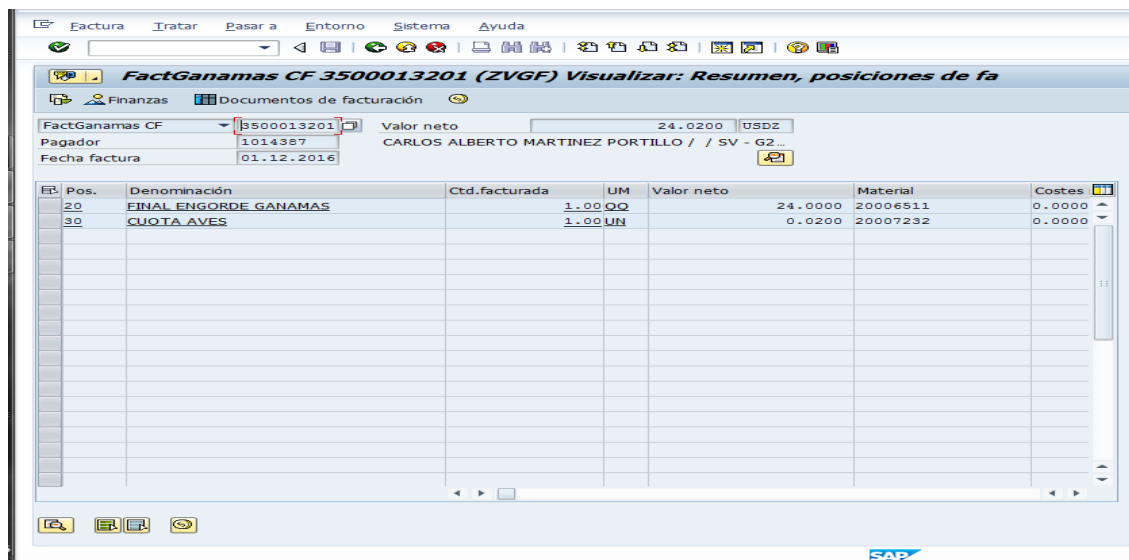 Factura Tratar Pasar a Entorno Sistema Ayuda
FactGanamas CF 3500013201 (ZVGF) Visualizar: Resumen, posiciones de fa
Finanzas Documentos de facturación
FactGanamas CF 3500013201 Valor neto 24.0200 USDZ
Pagador 1014387 CARLOS ALBERTO MARTINEZ PORTILLO / / SV - G2...
Fecha factura 01.12.2016
Pos. Denominación Ctd.facturada UM Valor neto Material Costes
20 FINAL ENGORDE GANAMAS 1.00 QQ 24.0000 20006511 0.0000
30 CUOTA AVES 1.00 UN 0.0200 20007232 0.0000
SAP